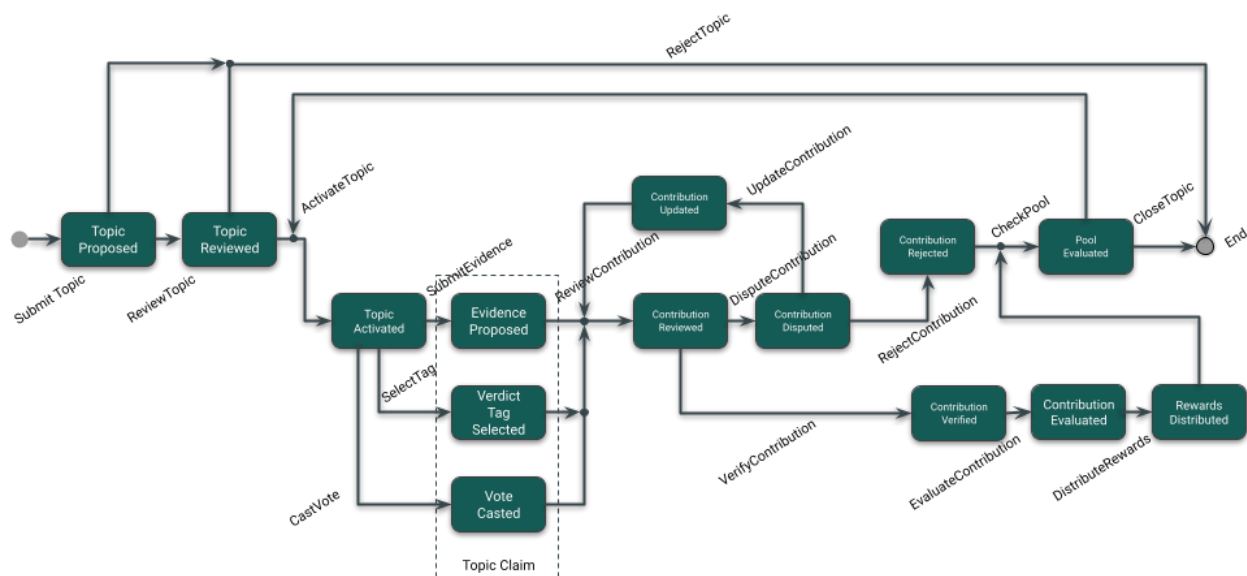 RejectTopic
ActivateTopic
UpdateContribution
Contribution
Updated
Topic
Proposed
Topic
Reviewed
Submit Topic
ReviewTopic
SubmitEvidence
ReviewContribution
DisputeContribution
Contribution
Rejected
CheckPool
Pool
Evaluated
CloseTopic
End
Topic
Activated
Evidence
Proposed
Contribution
Reviewed
Contribution
Disputed
RejectContribution
SelectTag
Verdict
Tag
Selected
VerifyContribution
Contribution
Verified
Contribution
Evaluated
Rewards
Distributed
EvaluateContribution
DistributeRewards
CastVote
Vote
Casted
Topic Claim